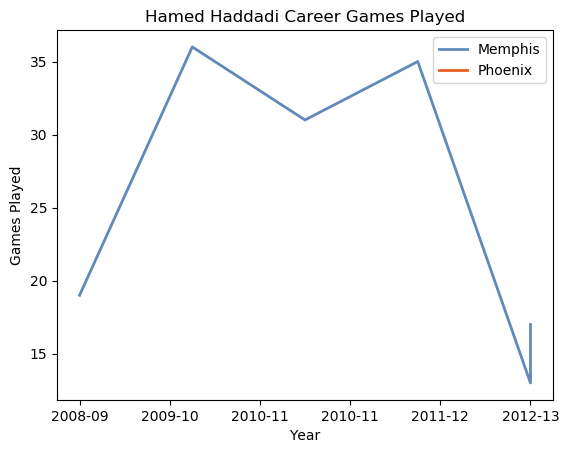 Hamed Haddadi Career Games Played
Memphis
Phoenix
35
30
25
20
15
Games Played
2008-09
2009-10
2010-11
2010-11
2011-12
2012-13
Year